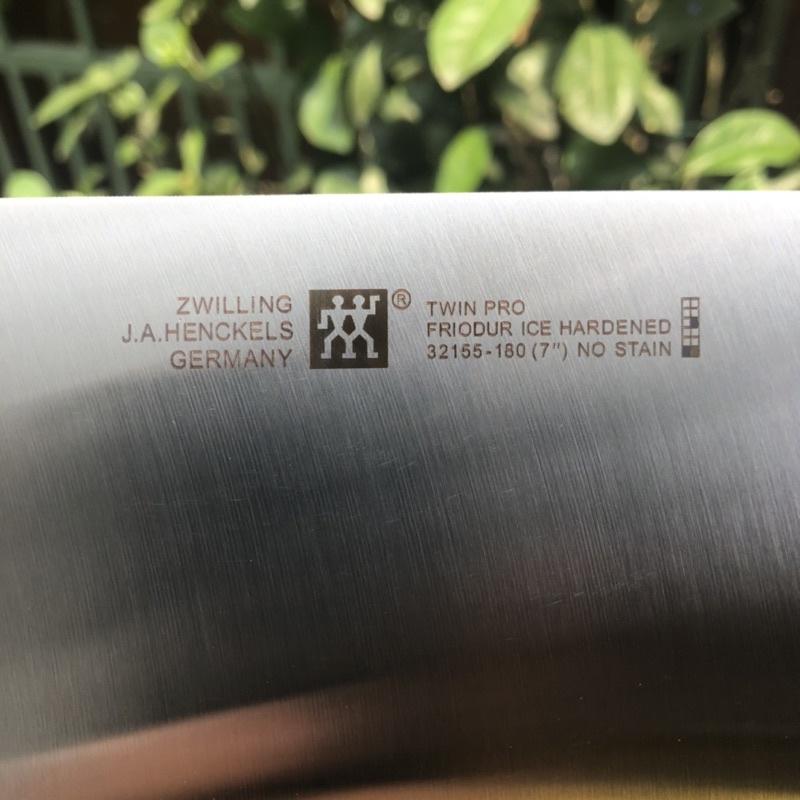 ZWILLING
J.A.HENCKELS
GERMANY
®
TWIN PRO
FRIODUR ICE HARDENED
32155-180 (7") NO STAIN